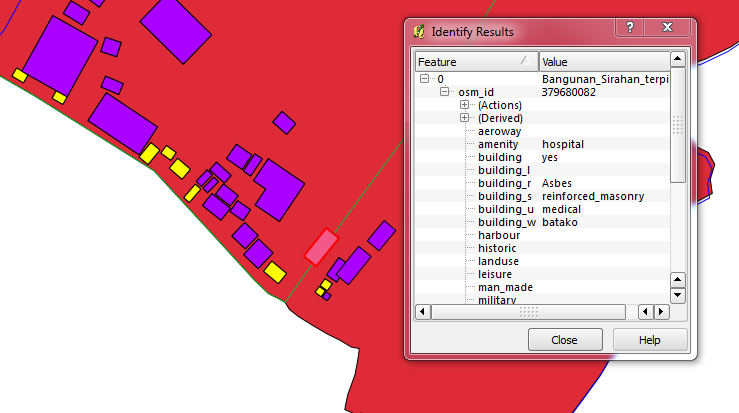 Identify Results
Feature Value
0 Bangunan_Sirahan_terpi
osm_id 379680082
(Actions)
(Derived)
aeroway
amenity hospital
building yes
building_l
building_r Asbes
building_s reinforced_masonry
building_u medical
building_w batako
harbour
historic
landuse
leisure
man_made
military
Close Help